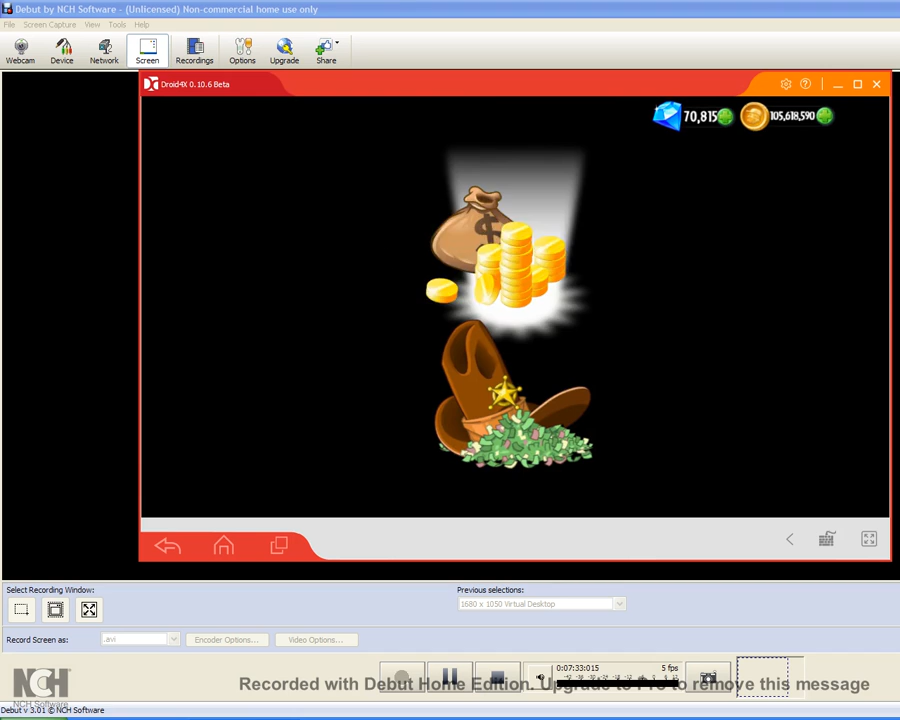 Debut by NCH Software - (Unlicensed) Non-commercial home use only
File Screen Capture View Tools Help
Webcam Device Network Screen Recordings Options Upgrade Share
Droid4X 0.10.6 Beta
70,815 105,618,590
$
Select Recording Window:
Previous selections:
1680 x 1050 Virtual Desktop
Record Screen as: .avi Encoder Options... Video Options...
0:07:33:015 5 fps
NCH
NCH Software
Recorded with Debut Home Edition. Upgrade to Pro to remove this message
Debut v 3.01 © NCH Software